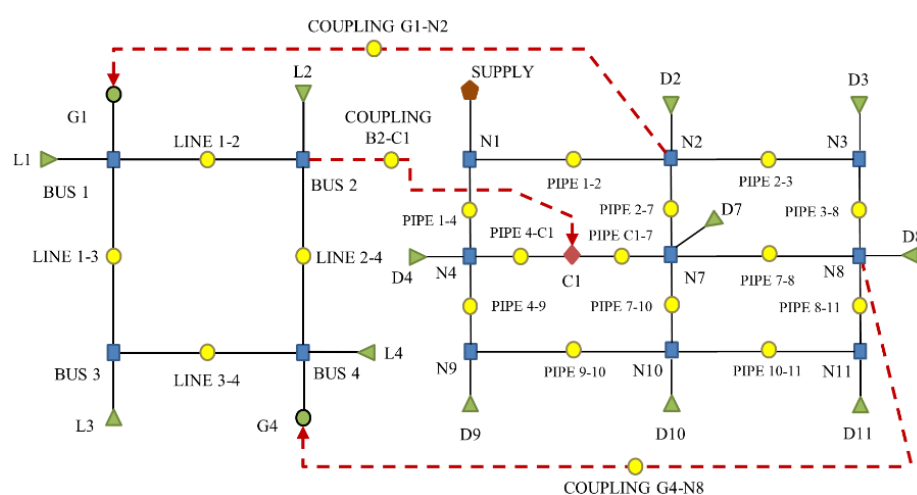 COUPLING G1-N2
L2
SUPPLY
D2
D3
G1
COUPLING
B2-C1
LINE 1-2
N1
N2
N3
L1
BUS 1
BUS 2
PIPE 1-2
PIPE 2-3
PIPE 1-4
PIPE 4-C1
PIPE C1-7
PIPE 2-7
D7
PIPE 3-8
LINE 1-3
LINE 2-4
D4
N4
C1
N7
PIPE 7-8
N8
D8
PIPE 4-9
PIPE 7-10
PIPE 8-11
BUS 3
LINE 3-4
BUS 4
L4
N9
PIPE 9-10
N10
PIPE 10-11
N11
L3
G4
D9
D10
D11
COUPLING G4-N8